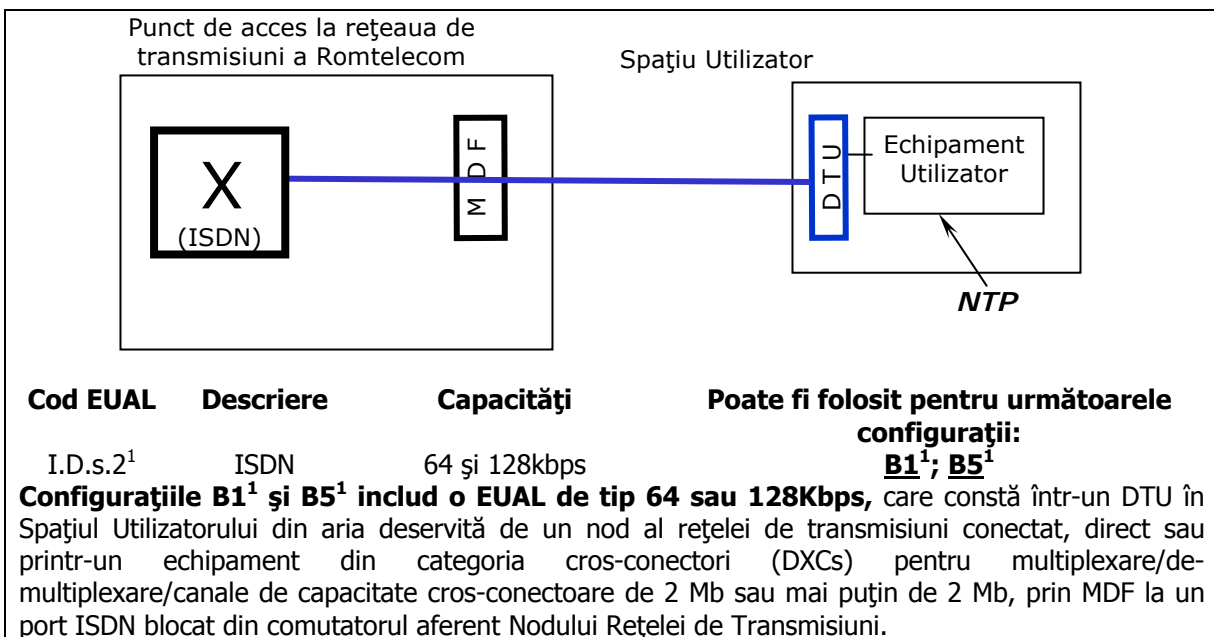 Punct de acces la reţeaua de
transmisiuni a Romtelecom
Spaţiu Utilizator
X
(ISDN)
MDF
DTU
Echipament
Utilizator
NTP
Cod EUAL Descriere Capacităţi Poate fi folosit pentru următoarele
configuraţii:
I.D.s.2¹ ISDN 64 şi 128kbps B1¹; B5¹
Configuraţiile B1¹ şi B5¹ includ o EUAL de tip 64 sau 128Kbps, care constă într-un DTU în
Spaţiul Utilizatorului din aria deservită de un nod al reţelei de transmisiuni conectat, direct sau
printr-un echipament din categoria cros-conectori (DXCs) pentru multiplexare/de-
multiplexare/canale de capacitate cros-conectoare de 2 Mb sau mai puţin de 2 Mb, prin MDF la un
port ISDN blocat din comutatorul aferent Nodului Reţelei de Transmisiuni.